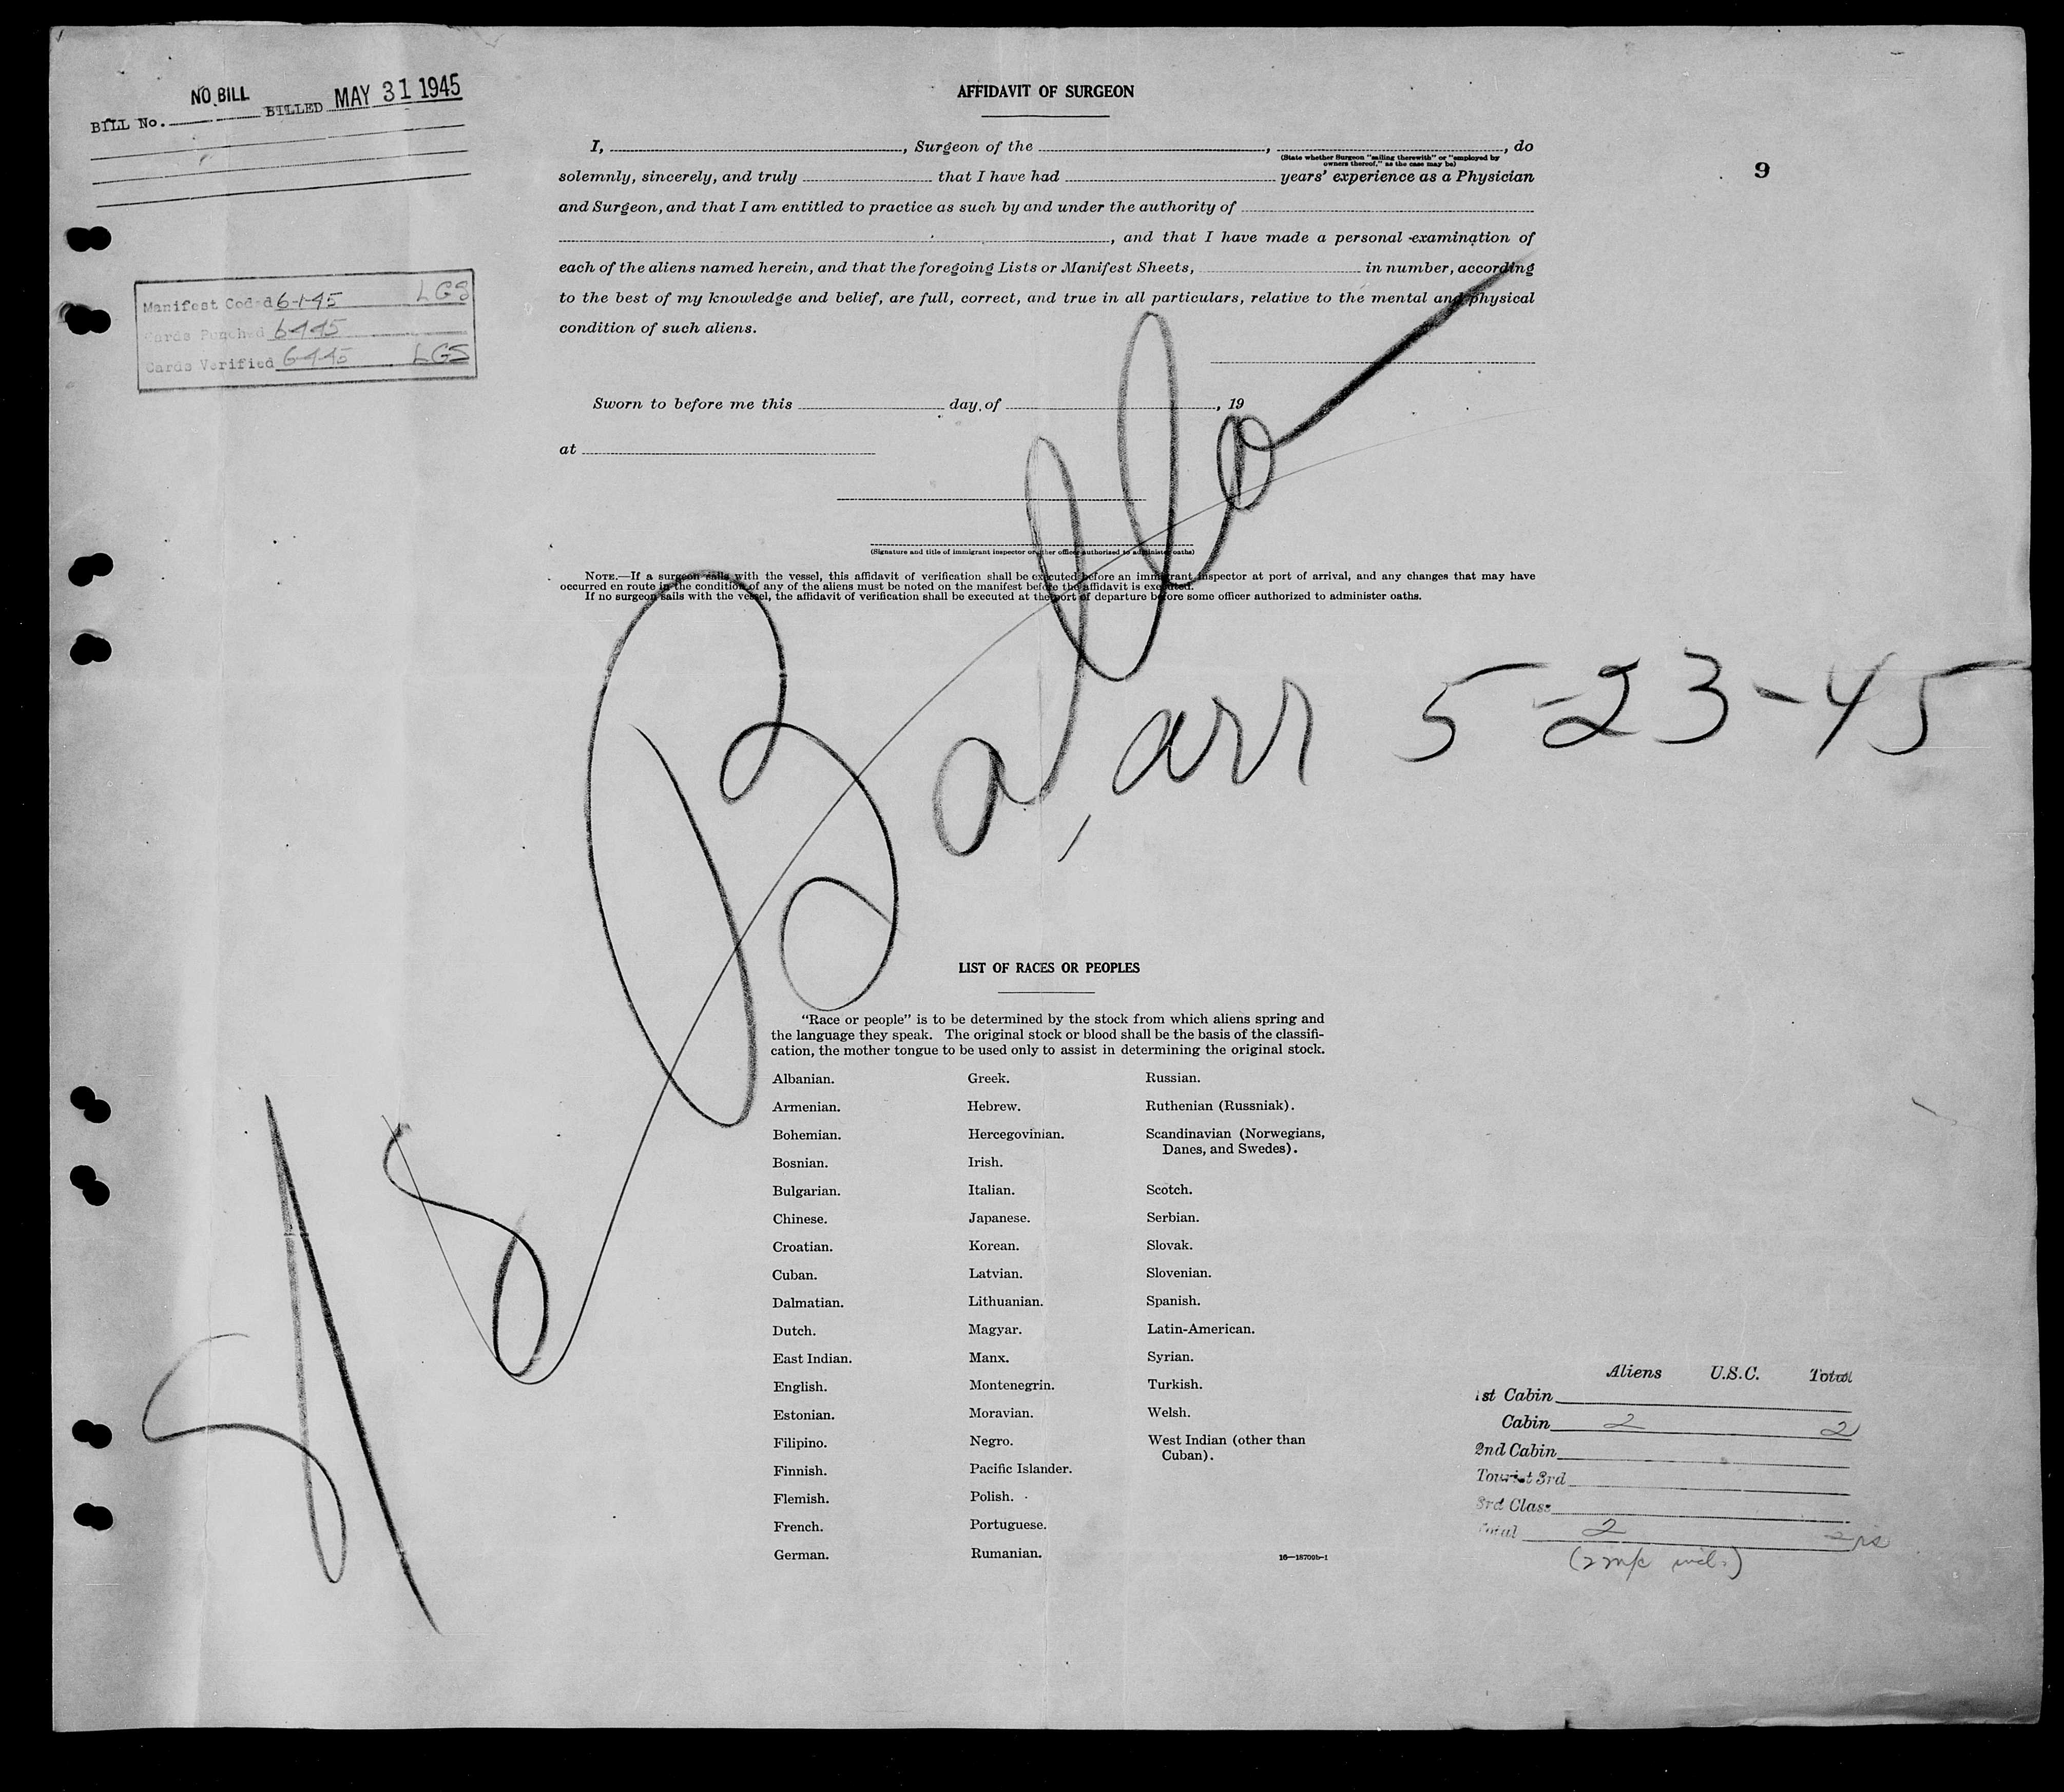 NO BILL
BILL No. BILLED MAY 31 1945
AFFIDAVIT OF SURGEON
I, , Surgeon of the , , do
(State whether Surgeon "sailing therewith" or "employed by
owners thereof," as the case may be)
9
solemnly, sincerely, and truly that I have had years' experience as a Physician
and Surgeon, and that I am entitled to practice as such by and under the authority of
, and that I have made a personal examination of
each of the aliens named herein, and that the foregoing Lists or Manifest Sheets, in number, according
to the best of my knowledge and belief, are full, correct, and true in all particulars, relative to the mental and physical
condition of such aliens.
Manifest Coded 6-1-45 LGS
Cards Punched 6-4-45
Cards Verified 6-4-45 LGS
Sworn to before me this day of , 19
at
(Signature and title of immigrant inspector or other officer authorized to administer oaths)
NOTE.—If a surgeon sails with the vessel, this affidavit of verification shall be executed before an immigrant inspector at port of arrival, and any changes that may have
occurred en route in the condition of any of the aliens must be noted on the manifest before the affidavit is executed.
If no surgeon sails with the vessel, the affidavit of verification shall be executed at the port of departure before some officer authorized to administer oaths.
S/S Ballo, arr 5-23-45
LIST OF RACES OR PEOPLES
"Race or people" is to be determined by the stock from which aliens spring and
the language they speak. The original stock or blood shall be the basis of the classifi-
cation, the mother tongue to be used only to assist in determining the original stock.
Albanian.
Armenian.
Bohemian.
Bosnian.
Bulgarian.
Chinese.
Croatian.
Cuban.
Dalmatian.
Dutch.
East Indian.
English.
Estonian.
Filipino.
Finnish.
Flemish.
French.
German.
Greek.
Hebrew.
Hercegovinian.
Irish.
Italian.
Japanese.
Korean.
Latvian.
Lithuanian.
Magyar.
Manx.
Montenegrin.
Moravian.
Negro.
Pacific Islander.
Polish.
Portuguese.
Rumanian.
Russian.
Ruthenian (Russniak).
Scandinavian (Norwegians,
Danes, and Swedes).
Scotch.
Serbian.
Slovak.
Slovenian.
Spanish.
Latin-American.
Syrian.
Turkish.
Welsh.
West Indian (other than
Cuban).
16—18709b-1
Aliens U.S.C. Total
1st Cabin
Cabin 2 2
2nd Cabin
Tourist 3rd
3rd Class
Total 2 2